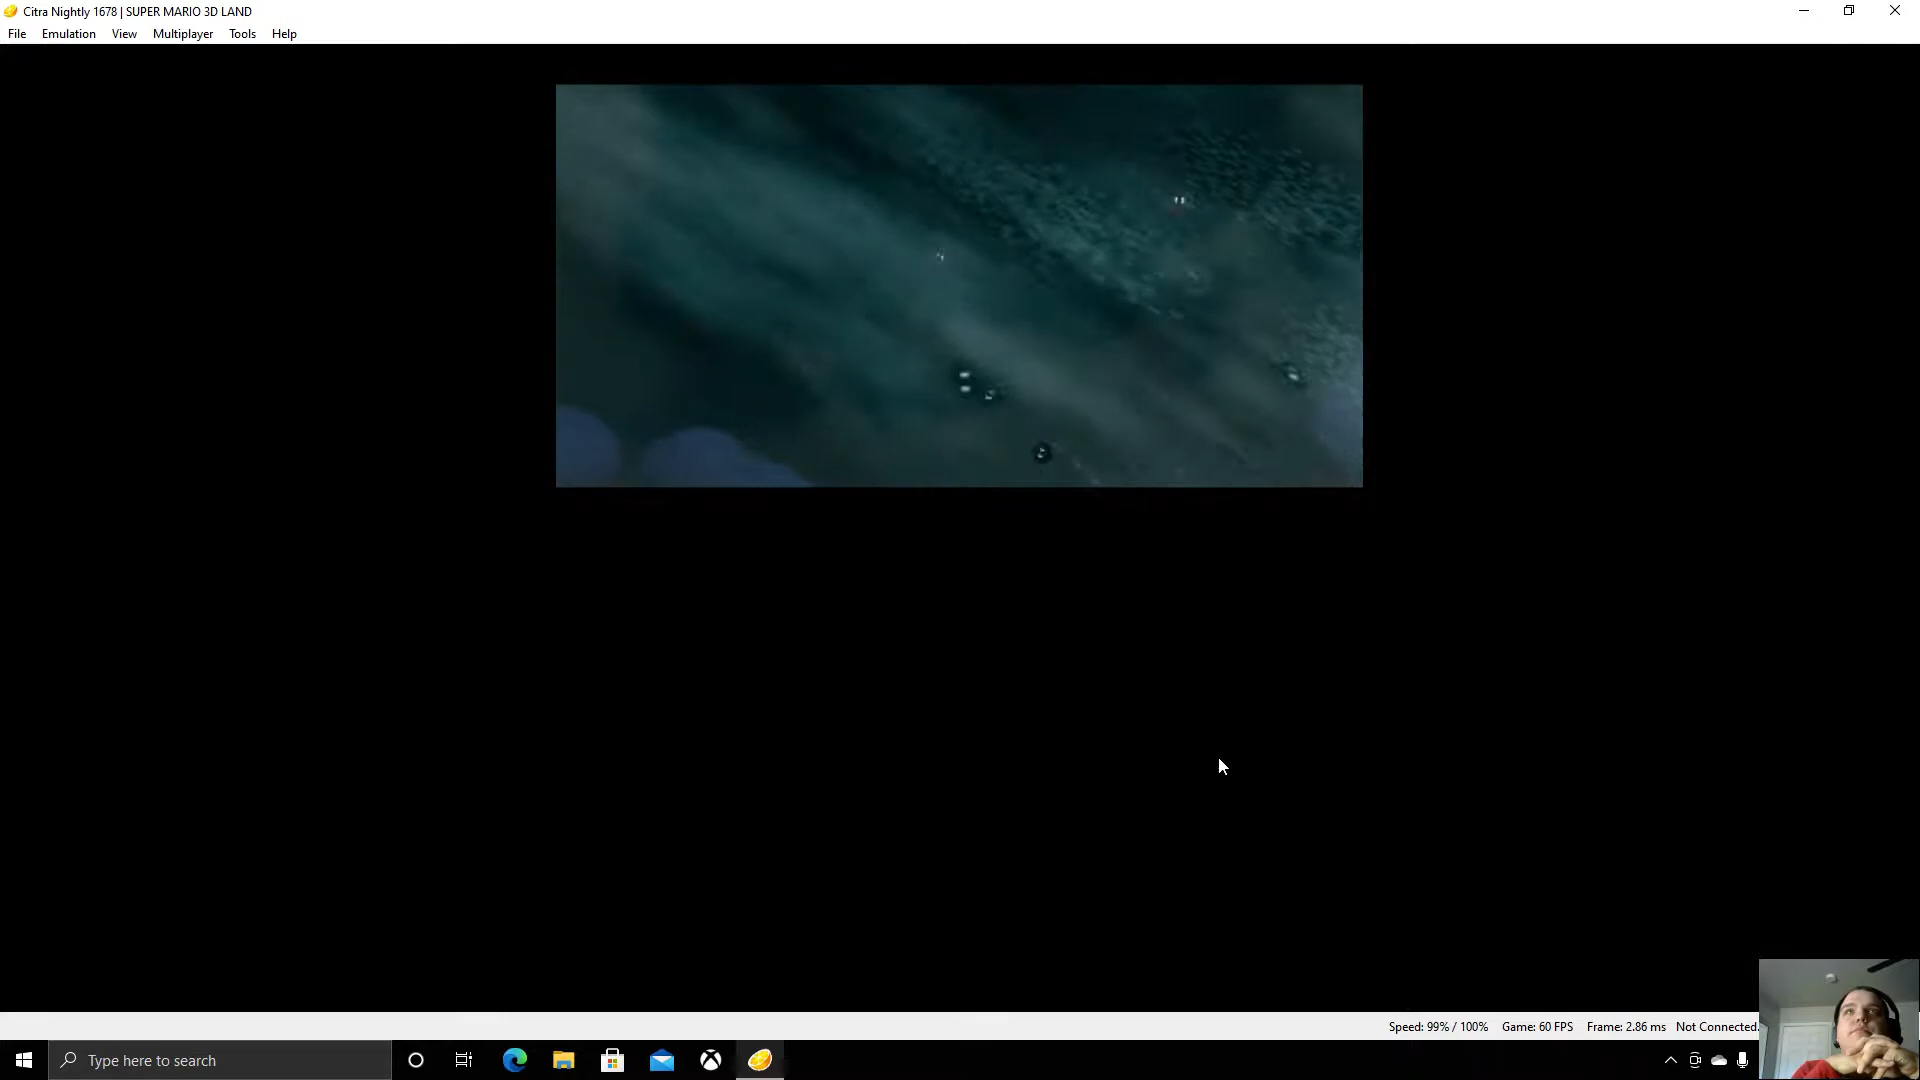 Citra Nightly 1678 | SUPER MARIO 3D LAND
File Emulation View Multiplayer Tools Help
Speed: 99% / 100% Game: 60 FPS Frame: 2.86 ms Not Connected.
Type here to search